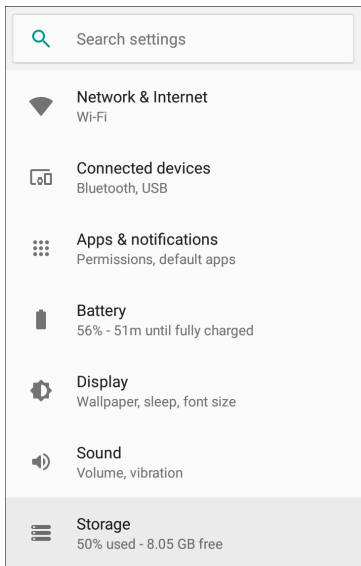 Search settings
Network & Internet
Wi-Fi
Connected devices
Bluetooth, USB
Apps & notifications
Permissions, default apps
Battery
56% - 51m until fully charged
Display
Wallpaper, sleep, font size
Sound
Volume, vibration
Storage
50% used - 8.05 GB free